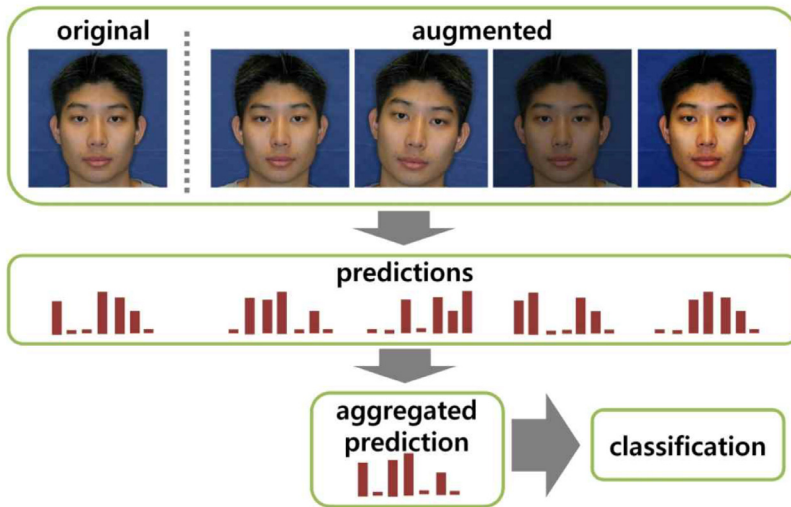 original
augmented
predictions
aggregated
prediction
classification